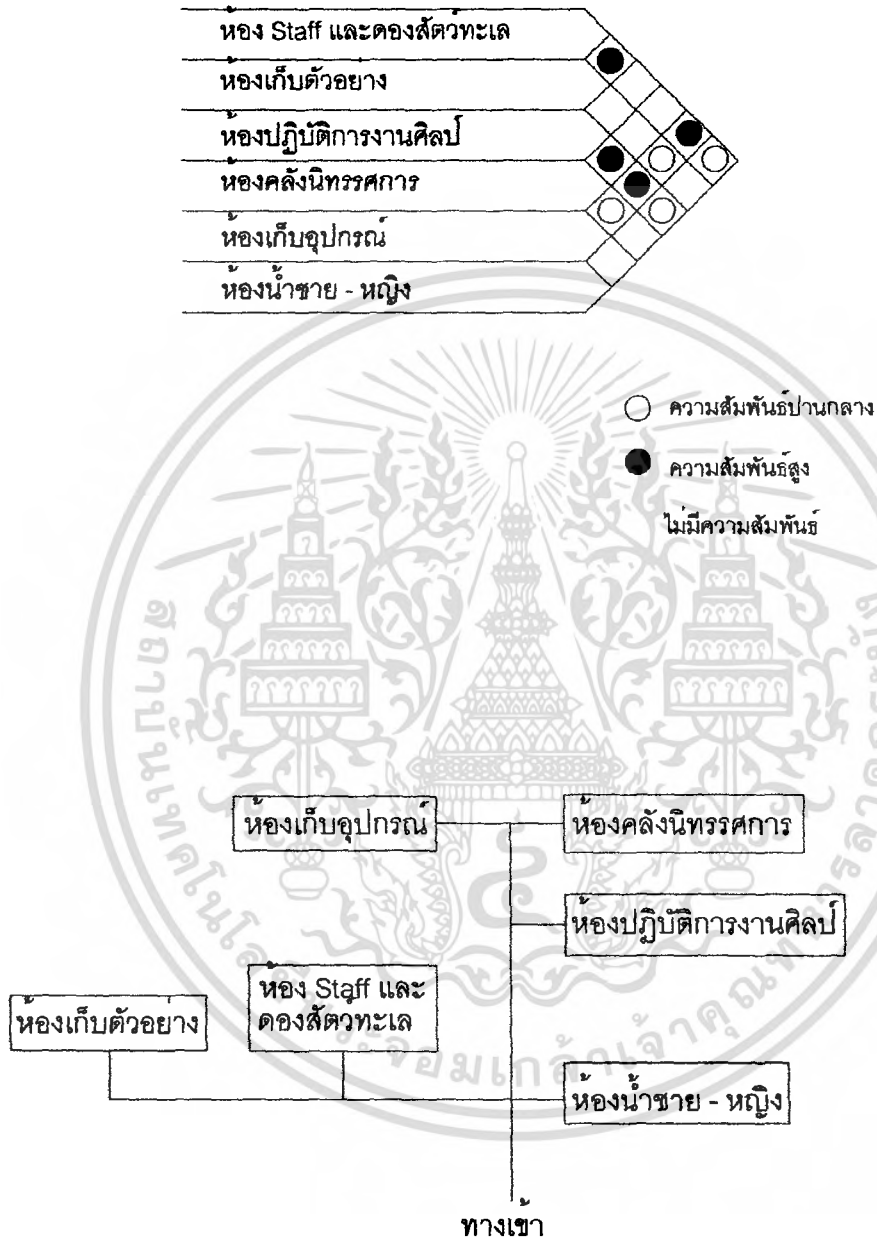 ห้อง Staff และดองสัตว์ทะเล
ห้องเก็บตัวอย่าง
ห้องปฏิบัติการงานศิลป์
ห้องคลังนิทรรศการ
ห้องเก็บอุปกรณ์
ห้องน้ำชาย - หญิง
ความสัมพันธ์ปานกลาง
ความสัมพันธ์สูง
ไม่มีความสัมพันธ์
ห้องเก็บอุปกรณ์
ห้องคลังนิทรรศการ
ห้องปฏิบัติการงานศิลป์
ห้อง Staff และ
ดองสัตว์ทะเล
ห้องเก็บตัวอย่าง
ห้องน้ำชาย - หญิง
ทางเข้า